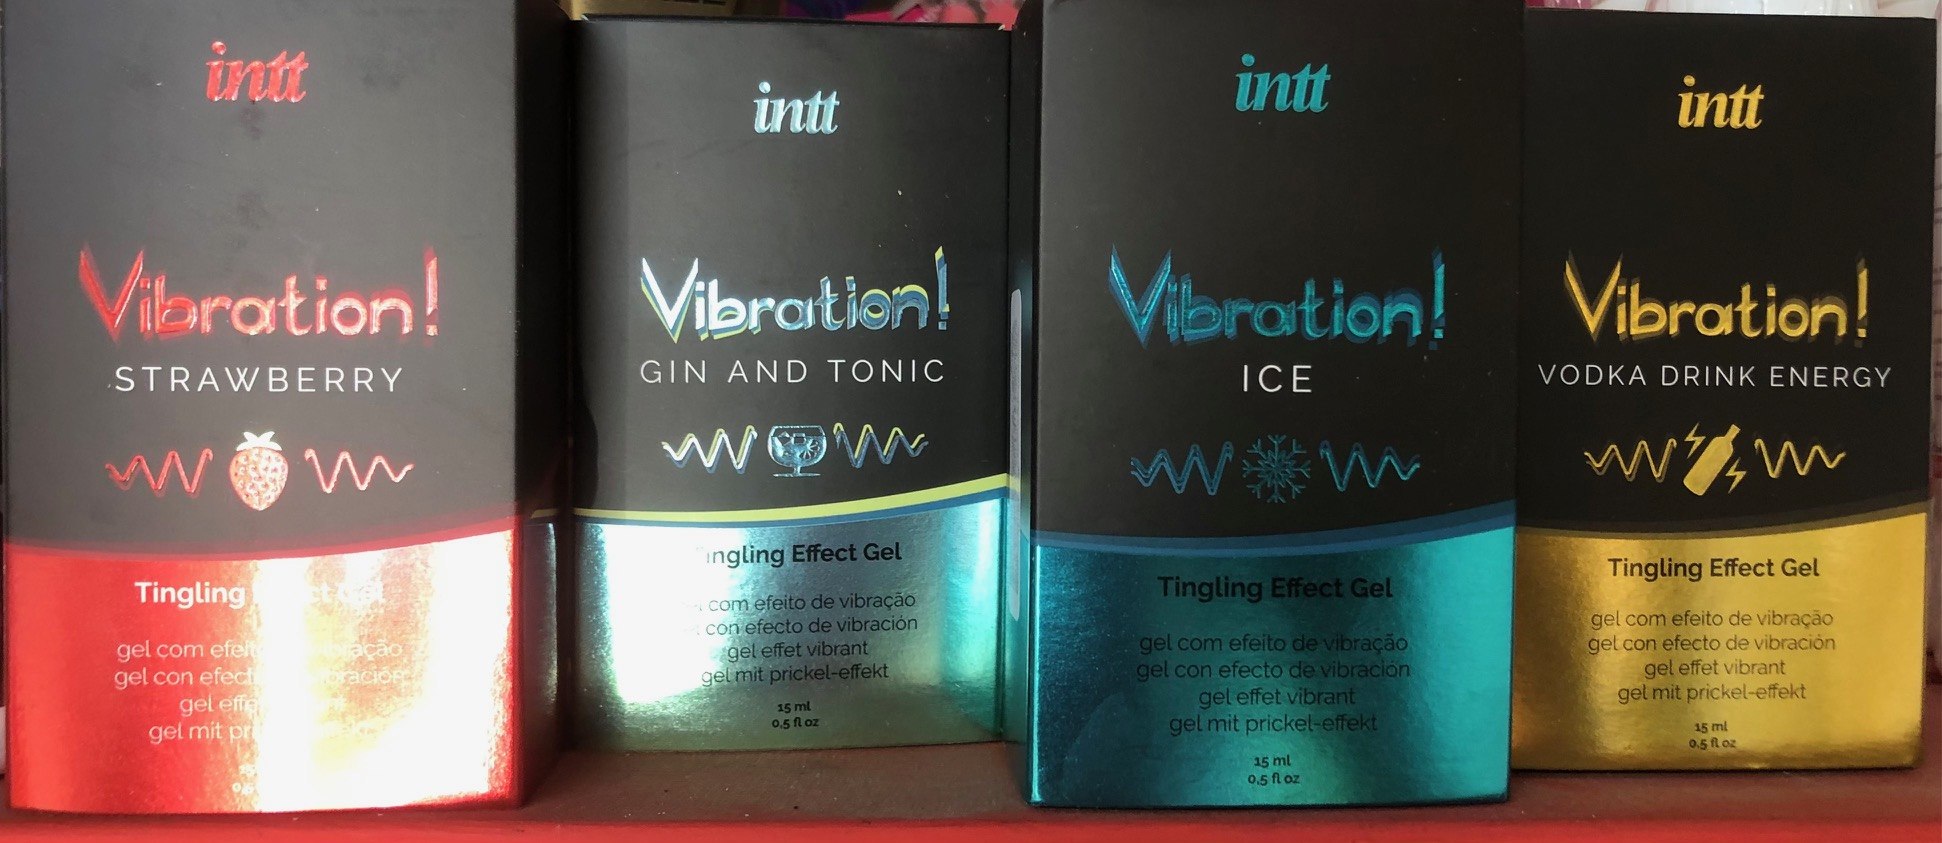 intt
Vibration!
STRAWBERRY
Tingling Gel
gel com efeito vibração
gel con efecto vibración
gel
gel mit
intt
Vibration!
GIN AND TONIC
Effect Gel
com efeito de vibração
con efecto de vibración
gel effet vibrant
gel mit prickel-effekt
15 ml
0,5 fl oz
intt
Vibration!
ICE
Tingling Effect Gel
gel com efeito de vibração
gel con efecto de vibración
gel effet vibrant
gel mit prickel-effekt
15 ml
0,5 fl oz
intt
Vibration!
VODKA DRINK ENERGY
Tingling Effect Gel
gel com efeito de vibração
gel con efecto de vibración
gel effet vibrant
gel mit prickel-effekt
15 ml
0,5 fl oz